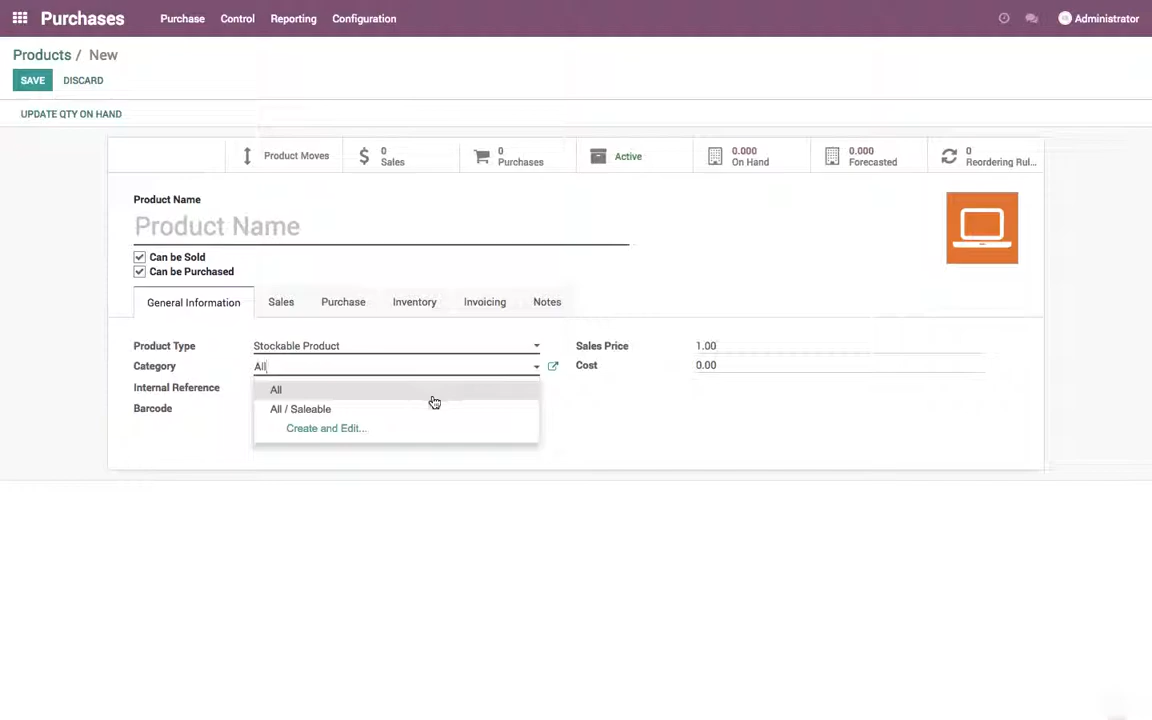 Purchases Purchase Control Reporting Configuration Administrator
Products / New
SAVE DISCARD
UPDATE QTY ON HAND
Product Moves
0
Sales
0
Purchases
Active
0.000
On Hand
0.000
Forecasted
0
Reordering Rul...
Product Name
Product Name
Can be Sold
Can be Purchased
General Information Sales Purchase Inventory Invoicing Notes
Product Type Stockable Product Sales Price 1.00
Category All Cost 0.00
Internal Reference All
Barcode All / Saleable
Create and Edit...